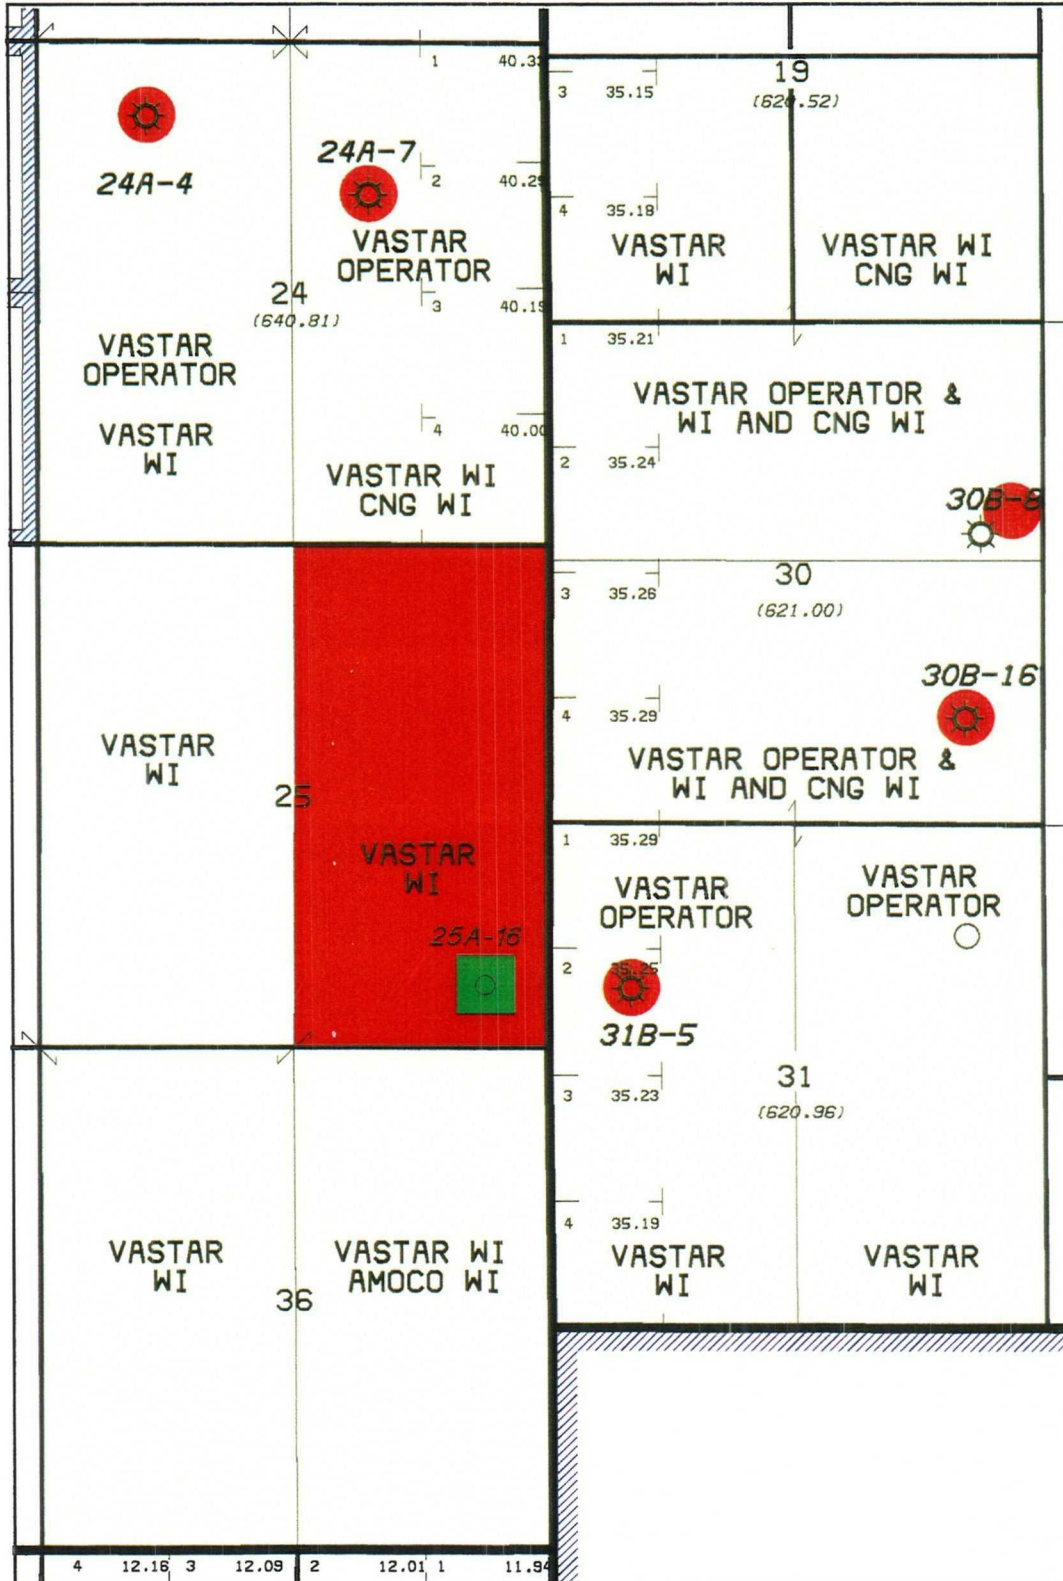 1 40.3
24A-4
24A-7
2 40.29
VASTAR
OPERATOR
24
(640.81)
3 40.19
VASTAR
OPERATOR
VASTAR
WI
4 40.00
VASTAR WI
CNG WI
19
(620.52)
3 35.15
4 35.18
VASTAR
WI
VASTAR WI
CNG WI
1 35.21
VASTAR OPERATOR &
WI AND CNG WI
2 35.24
30B-8
30
(621.00)
3 35.26
30B-16
4 35.29
VASTAR OPERATOR &
WI AND CNG WI
VASTAR
WI
25
VASTAR
WI
25A-16
1 35.29
VASTAR
OPERATOR
VASTAR
OPERATOR
2 35.25
31B-5
31
(620.96)
3 35.23
4 35.19
VASTAR
WI
VASTAR
WI
VASTAR
WI
VASTAR WI
AMOCO WI
36
4 12.16 3 12.09 2 12.01 1 11.94